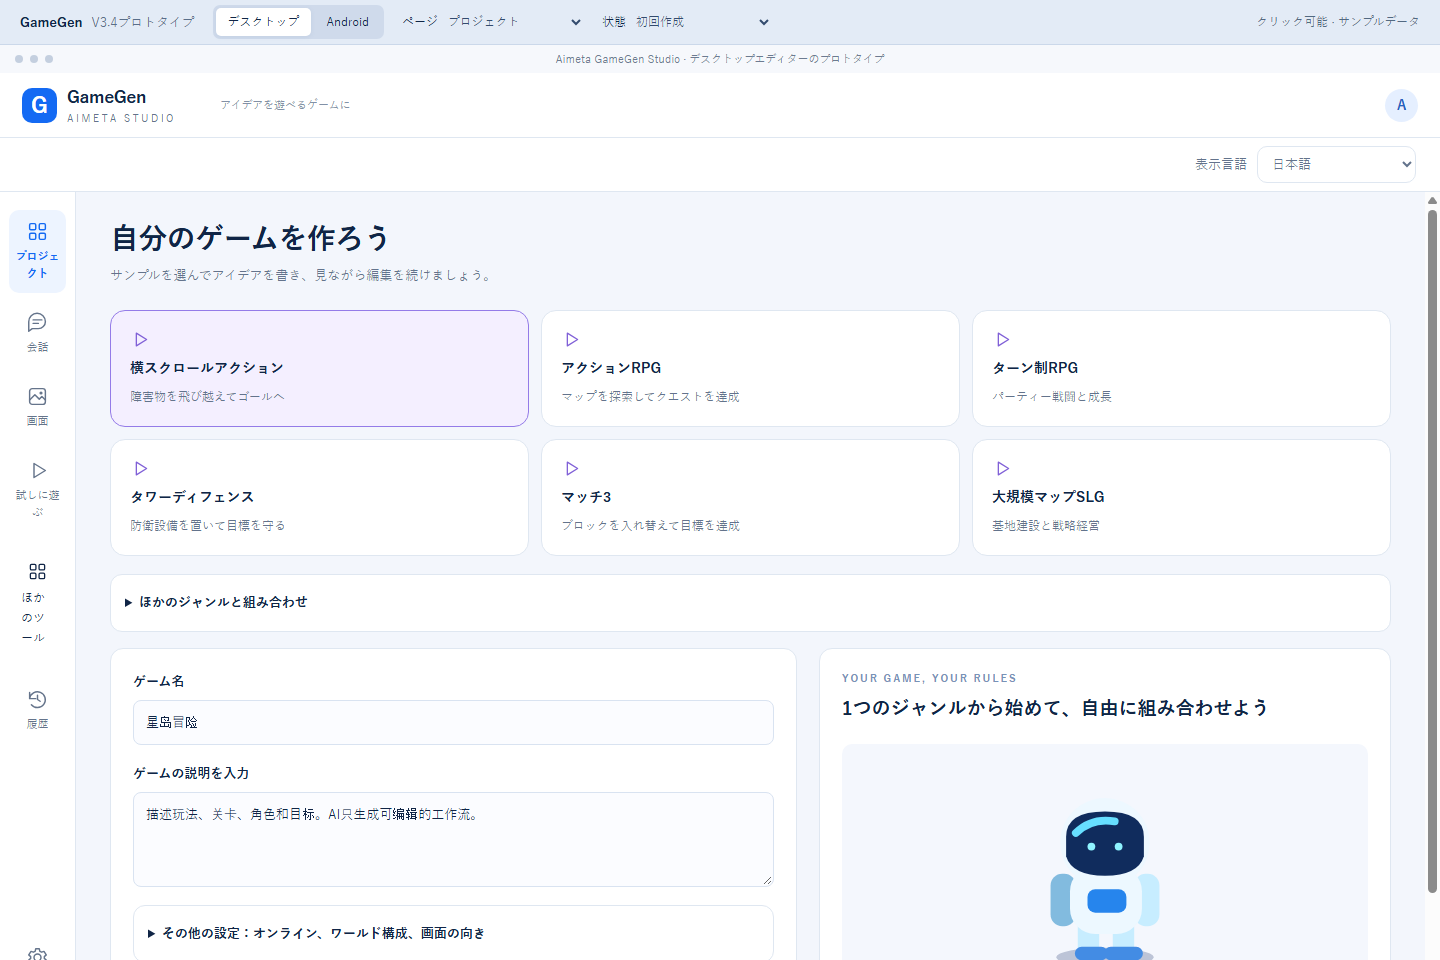 GameGen V3.4プロトタイプ デスクトップ Android ページ プロジェクト 状態 初回作成 クリック可能 · サンプルデータ
Aimeta GameGen Studio · デスクトップエディターのプロトタイプ
G GameGen
AIMETA STUDIO
アイデアを遊べるゲームに
A
表示言語 日本語
プロジェ
クト
会話
画面
試しに遊
ぶ
ほか
のツ
ール
履歴
自分のゲームを作ろう
サンプルを選んでアイデアを書き、見ながら編集を続けましょう。
横スクロールアクション
障害物を飛び越えてゴールへ
アクションRPG
マップを探索してクエストを達成
ターン制RPG
パーティー戦闘と成長
タワーディフェンス
防衛設備を置いて目標を守る
マッチ3
ブロックを入れ替えて目標を達成
大規模マップSLG
基地建設と戦略経営
ほかのジャンルと組み合わせ
ゲーム名
星岛冒险
ゲームの説明を入力
描述玩法、关卡、角色和目标。AI只生成可编辑的工作流。
その他の設定：オンライン、ワールド構成、画面の向き
YOUR GAME, YOUR RULES
1つのジャンルから始めて、自由に組み合わせよう